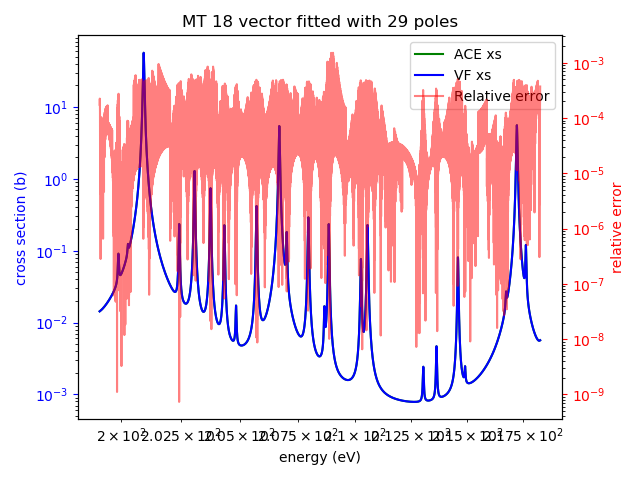 MT 18 vector fitted with 29 poles
ACE xs
VF xs
Relative error
cross section (b)
10¹
10⁰
10⁻¹
10⁻²
10⁻³
relative error
10⁻³
10⁻⁴
10⁻⁵
10⁻⁶
10⁻⁷
10⁻⁸
10⁻⁹
2 × 10²
energy (eV)